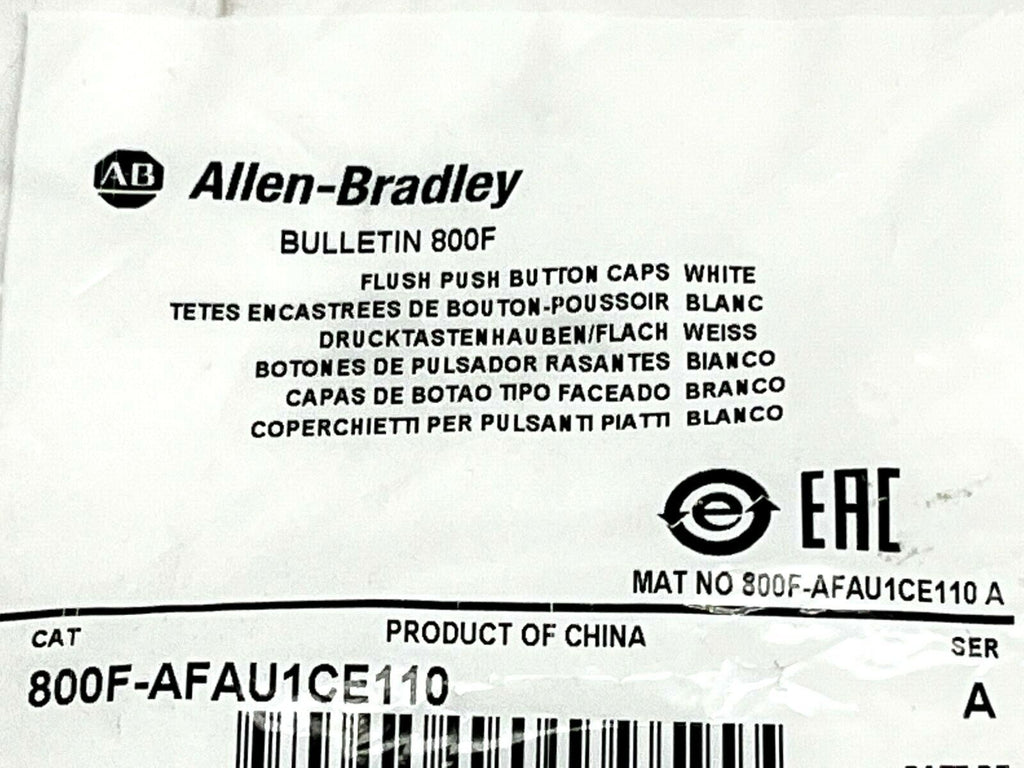 AB Allen-Bradley
BULLETIN 800F
FLUSH PUSH BUTTON CAPS WHITE
TETES ENCASTREES DE BOUTON-POUSSOIR BLANC
DRUCKTASTENHAUBEN/FLACH WEISS
BOTONES DE PULSADOR RASANTES BIANCO
CAPAS DE BOTAO TIPO FACEADO BRANCO
COPERCHIETTI PER PULSANTI PIATTI BLANCO
e EAC
MAT NO 800F-AFAU1CE110 A
CAT PRODUCT OF CHINA SER
800F-AFAU1CE110 A